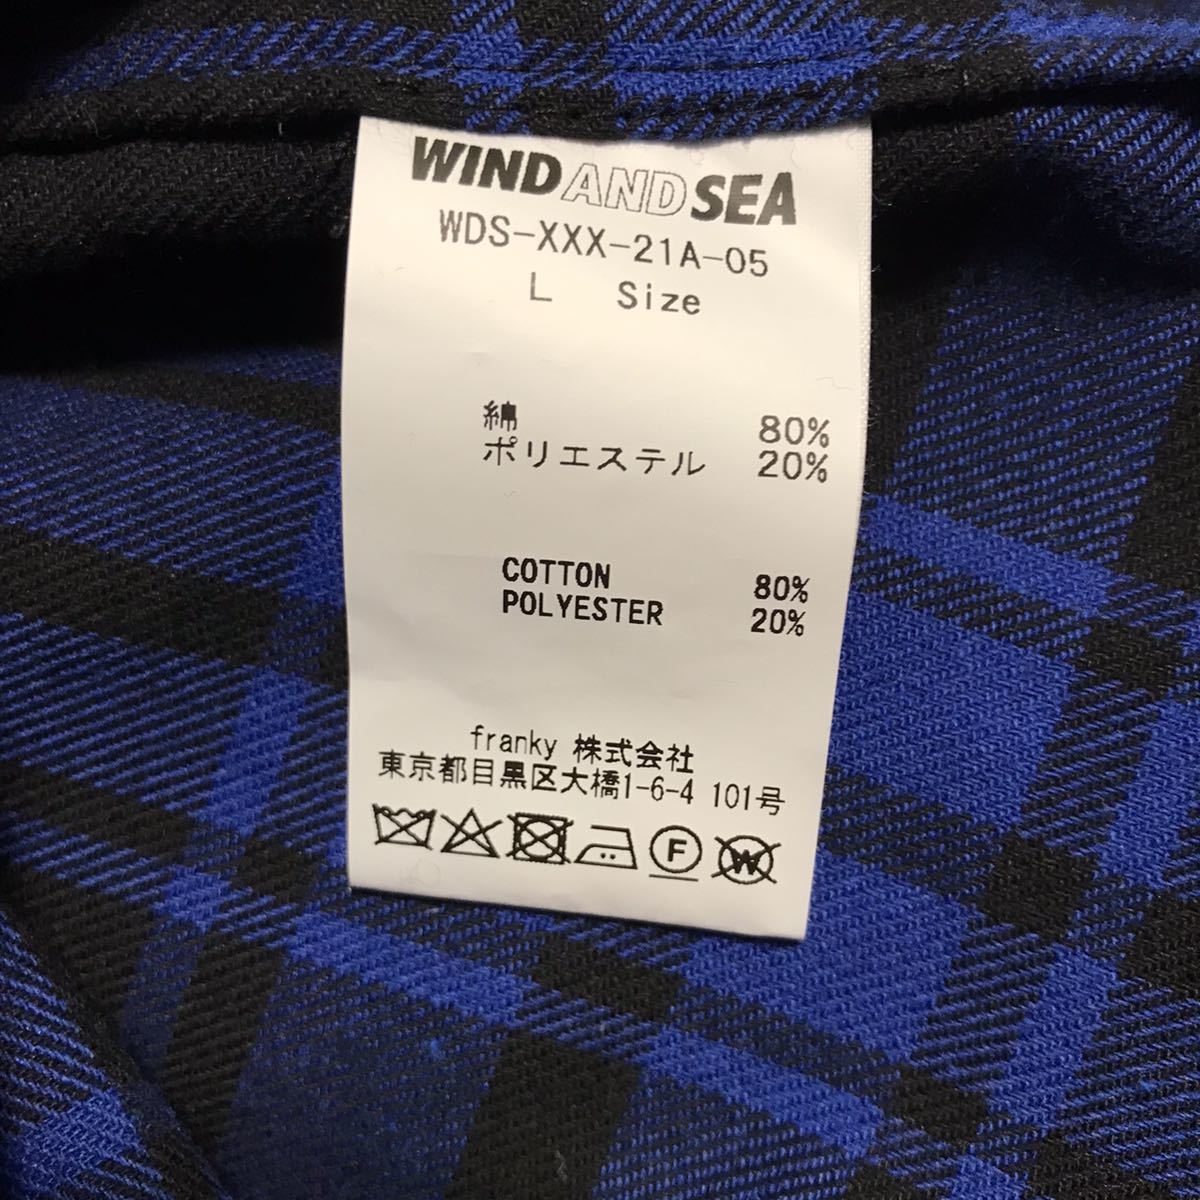 WIND AND SEA
WDS-XXX-21A-05
L Size
綿 80%
ポリエステル 20%
COTTON 80%
POLYESTER 20%
franky 株式会社
東京都目黒区大橋1-6-4 101号
F W